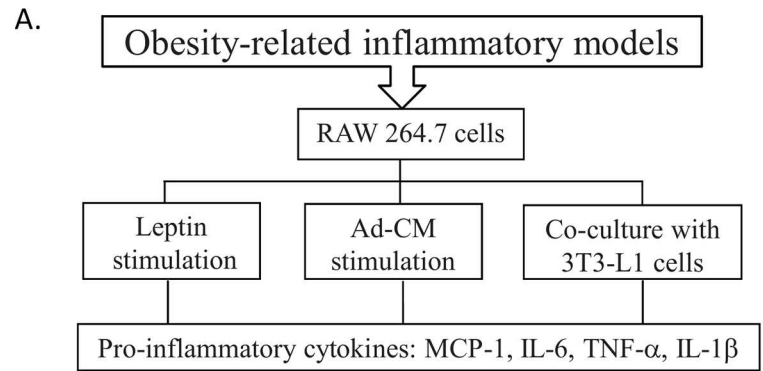 A.
Obesity-related inflammatory models
RAW 264.7 cells
Leptin
stimulation
Ad-CM
stimulation
Co-culture with
3T3-L1 cells
Pro-inflammatory cytokines: MCP-1, IL-6, TNF-α, IL-1β